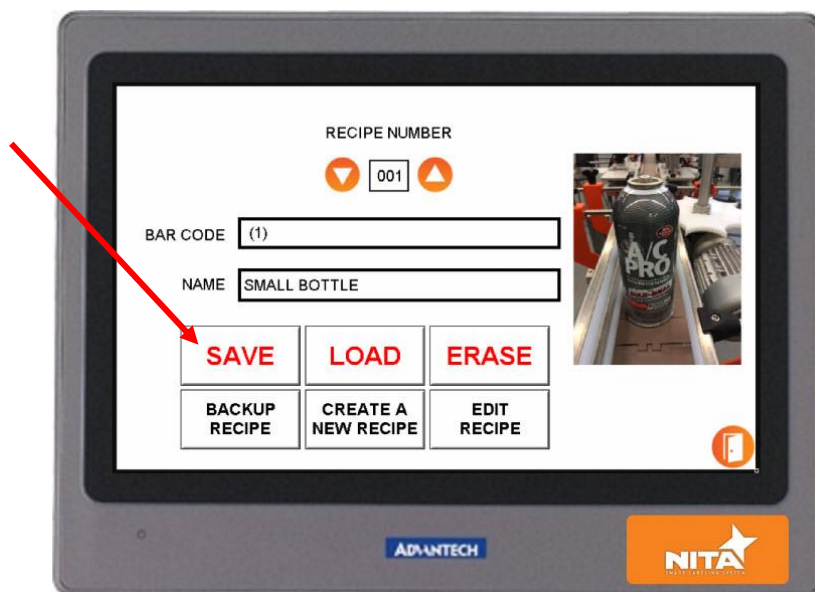 RECIPE NUMBER
001
BAR CODE (1)
NAME SMALL BOTTLE
SAVE LOAD ERASE
BACKUP RECIPE CREATE A NEW RECIPE EDIT RECIPE
A/C
PRO
ADVANTECH
NITA